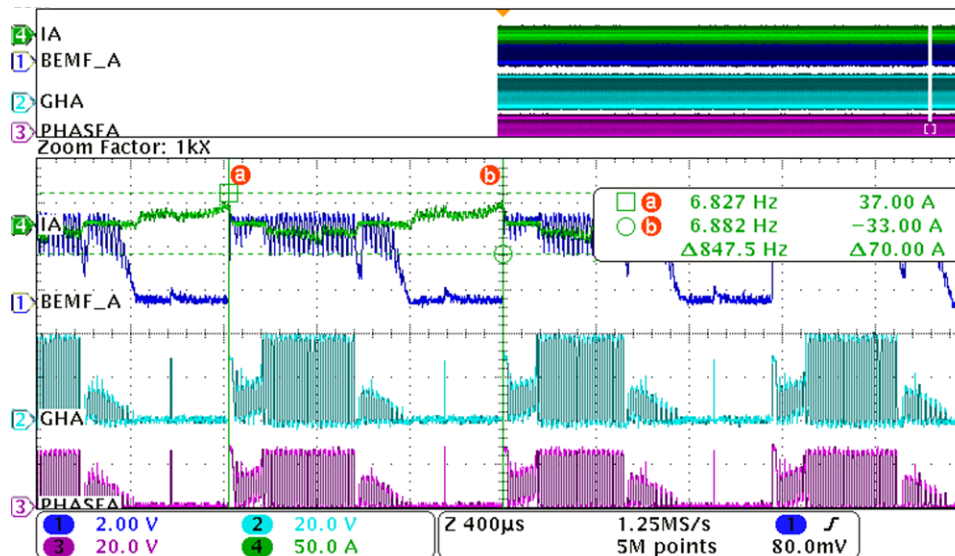 4 IA
1 BEMF_A
2 GHA
3 PHASEA
Zoom Factor: 1kX
a
b
a 6.827 Hz 37.00 A
b 6.882 Hz -33.00 A
Δ847.5 Hz Δ70.00 A
4 IA
1 BEMF_A
2 GHA
3 PHASEA
1 2.00 V 2 20.0 V
3 20.0 V 4 50.0 A
Z 400µs 1.25MS/s
5M points
1
80.0mV